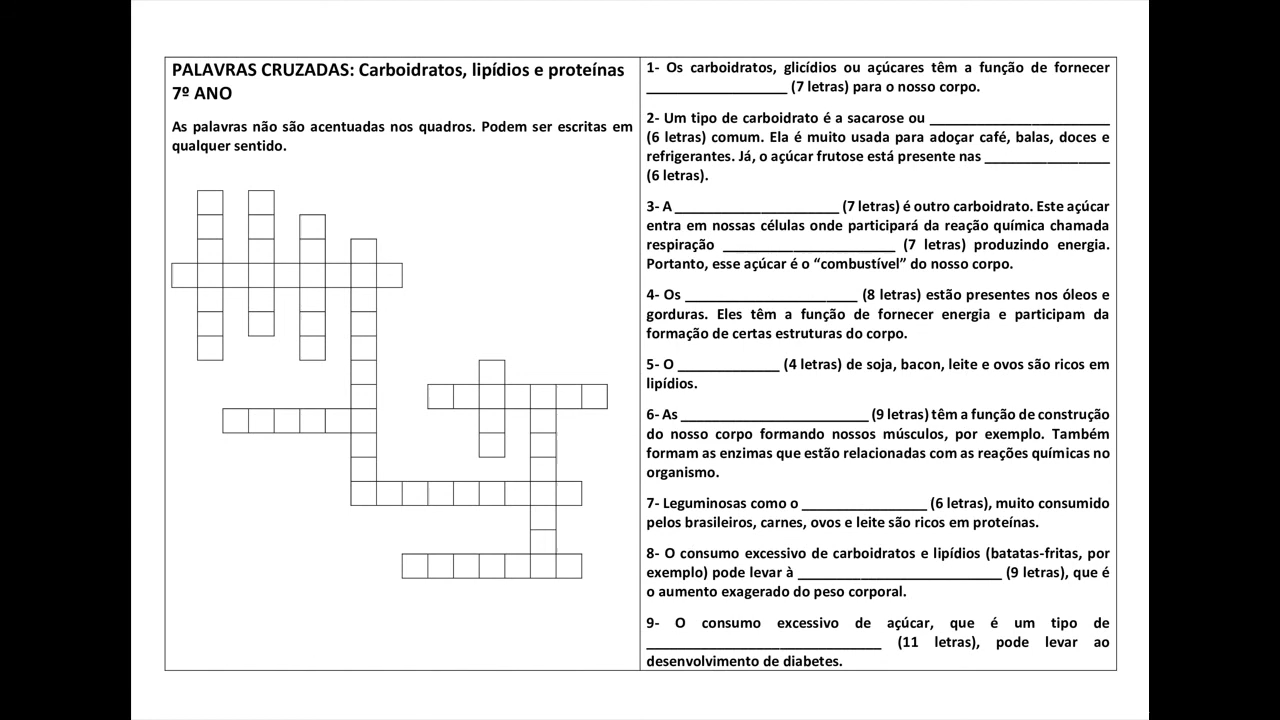 PALAVRAS CRUZADAS: Carboidratos, lipídios e proteínas
7º ANO
As palavras não são acentuadas nos quadros. Podem ser escritas em
qualquer sentido.
1- Os carboidratos, glicídios ou açúcares têm a função de fornecer
____________________ (7 letras) para o nosso corpo.
2- Um tipo de carboidrato é a sacarose ou _________________________
(6 letras) comum. Ela é muito usada para adoçar café, balas, doces e
refrigerantes. Já, o açúcar frutose está presente nas _________________
(6 letras).
3- A _______________________ (7 letras) é outro carboidrato. Este açúcar
entra em nossas células onde participará da reação química chamada
respiração ________________________ (7 letras) produzindo energia.
Portanto, esse açúcar é o “combustível” do nosso corpo.
4- Os ________________________ (8 letras) estão presentes nos óleos e
gorduras. Eles têm a função de fornecer energia e participam da
formação de certas estruturas do corpo.
5- O ______________ (4 letras) de soja, bacon, leite e ovos são ricos em
lipídios.
6- As __________________________ (9 letras) têm a função de construção
do nosso corpo formando nossos músculos, por exemplo. Também
formam as enzimas que estão relacionadas com as reações químicas no
organismo.
7- Leguminosas como o _________________ (6 letras), muito consumido
pelos brasileiros, carnes, ovos e leite são ricos em proteínas.
8- O consumo excessivo de carboidratos e lipídios (batatas-fritas, por
exemplo) pode levar à ____________________________ (9 letras), que é
o aumento exagerado do peso corporal.
9- O consumo excessivo de açúcar, que é um tipo de
________________________________ (11 letras), pode levar ao
desenvolvimento de diabetes.